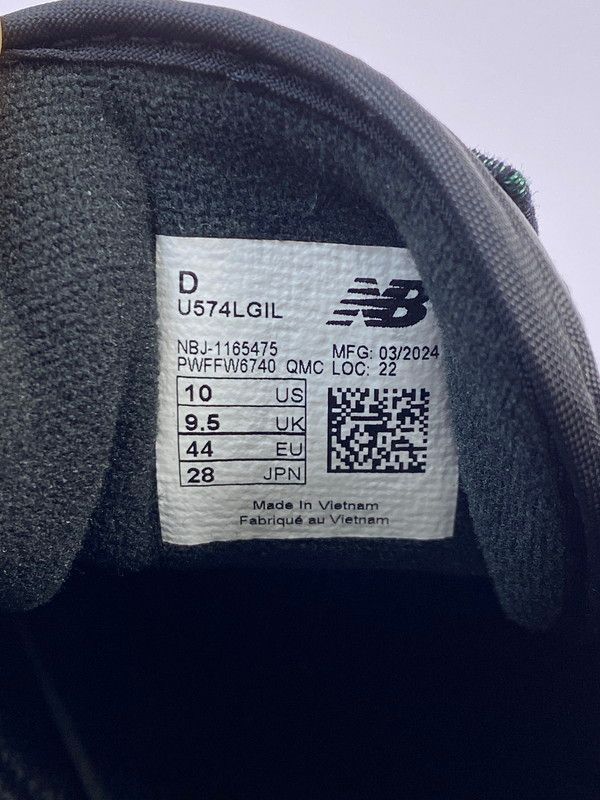 D
U574LGIL
NB
NBJ-1165475 MFG: 03/2024
PWFFW6740 QMC LOC: 22
10 US
9.5 UK
44 EU
28 JPN
Made In Vietnam
Fabriqué au Vietnam